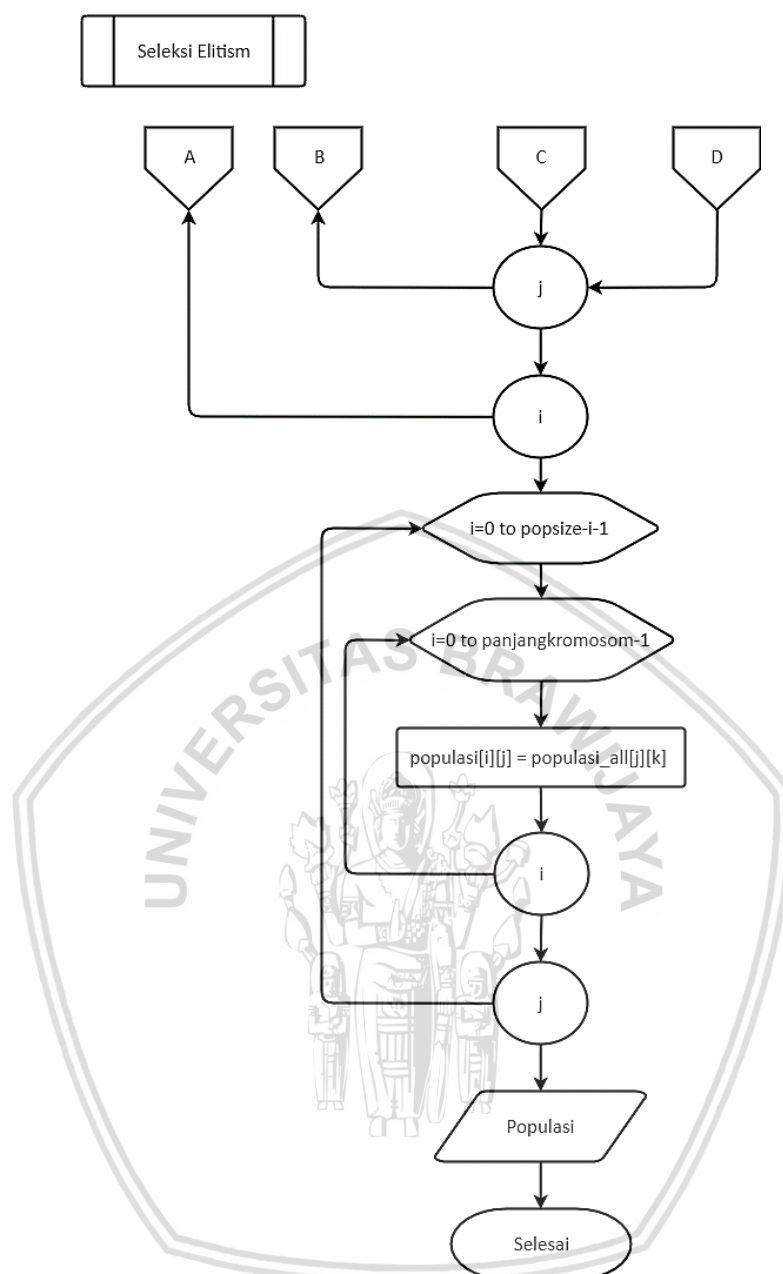 Seleksi Elitism
A
B
C
D
j
i
i=0 to popsize-i-1
i=0 to panjangkromosom-1
populasi[i][j] = populasi_all[j][k]
i
j
Populasi
Selesai
UNIVERSITAS BRAWIJAYA